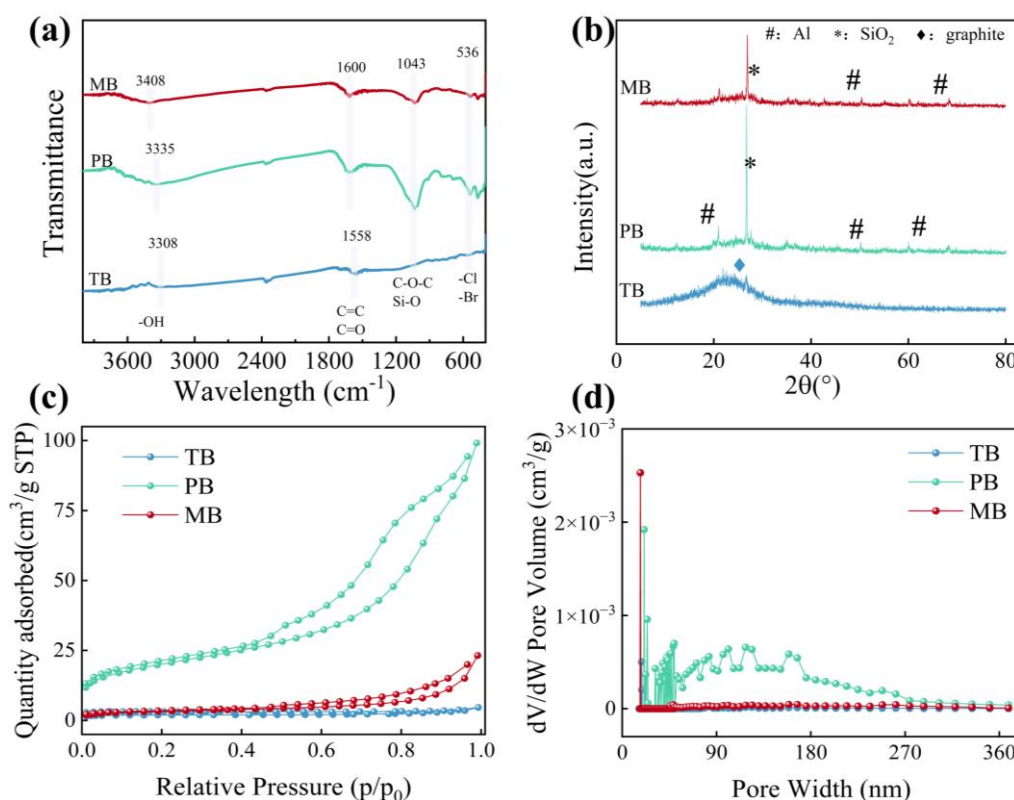 (a)
3408
1600
1043
536
MB
3335
PB
3308
1558
TB
-OH
C=C
C=O
C-O-C
Si-O
-Cl
-Br
Transmittance
3600 3000 2400 1800 1200 600
Wavelength (cm-1)
(b)
#: Al *: SiO2 ♦: graphite
MB
*
#
#
PB
*
#
#
#
TB
♦
Intensity(a.u.)
0 20 40 60 80
2θ(°)
(c)
100
75
50
25
0
TB
PB
MB
Quantity adsorbed(cm3/g STP)
0.0 0.2 0.4 0.6 0.8 1.0
Relative Pressure (p/p0)
(d)
3×10-3
2×10-3
1×10-3
0
TB
PB
MB
dV/dW Pore Volume (cm3/g)
0 90 180 270 360
Pore Width (nm)